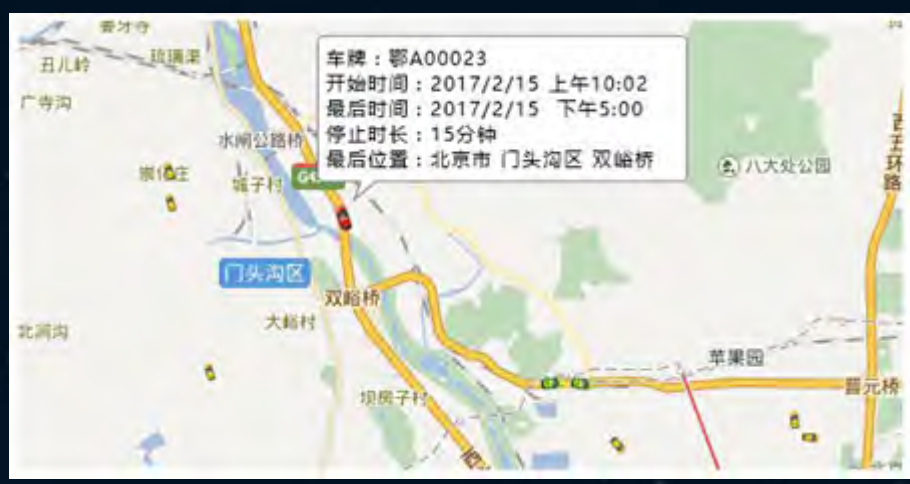 丑儿岭
琉璃渠
广寺沟
车牌：鄂A00023
开始时间：2017/2/15 上午10:02
最后时间：2017/2/15 下午5:00
停止时长：15分钟
最后位置：北京市 门头沟区 双峪桥
水闸公路桥
城子村
八大处公园
西五环路
门头沟区
双峪桥
大峪村
北涧沟
苹果园
坝房子村
晋元桥